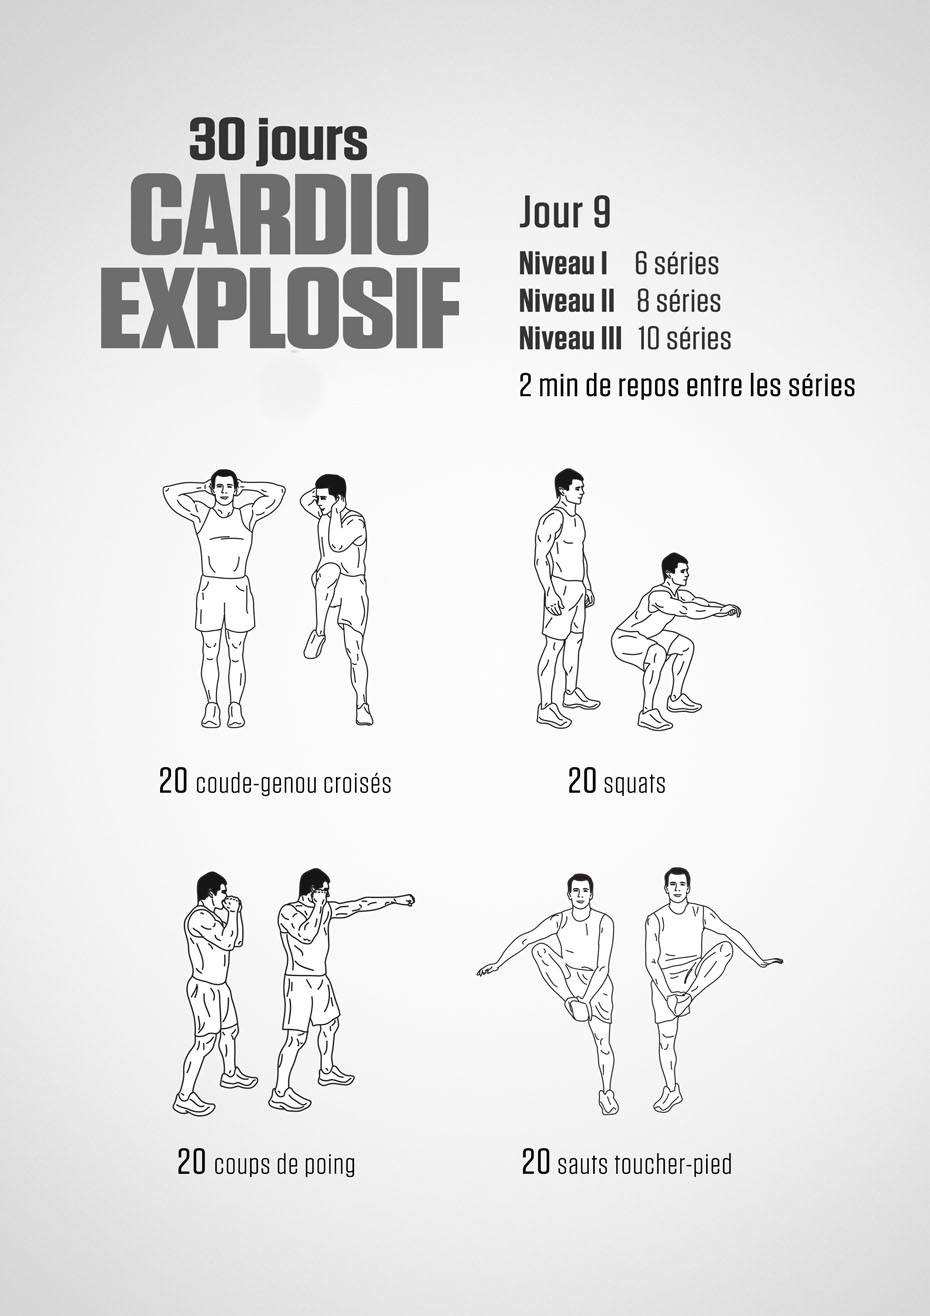 30 jours
CARDIO
EXPLOSIF
Jour 9
Niveau I 6 séries
Niveau II 8 séries
Niveau III 10 séries
2 min de repos entre les séries
20 coude-genou croisés
20 squats
20 coups de poing
20 sauts toucher-pied